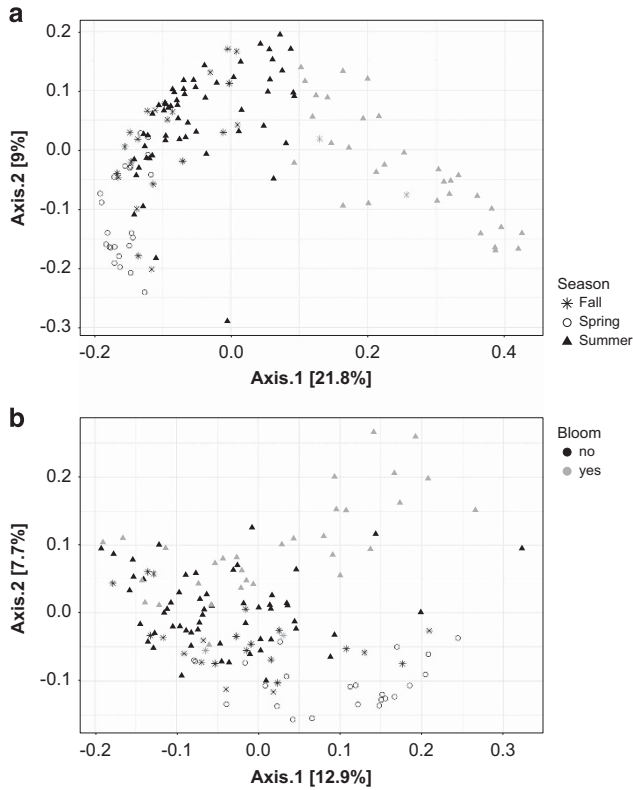 a
0.2
0.1
0.0
-0.1
-0.2
-0.3
Axis.2 [9%]
-0.2 0.0 0.2 0.4
Axis.1 [21.8%]
Season
Fall
Spring
Summer
b
0.2
0.1
0.0
-0.1
Axis.2 [7.7%]
-0.2 -0.1 0.0 0.1 0.2 0.3
Axis.1 [12.9%]
Bloom
no
yes